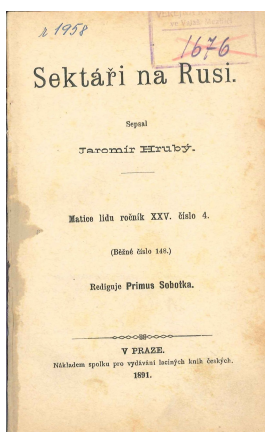 r 1958
1676
Sektáři na Rusi.
Sepsal
Jaromír Hrubý.
Matice lidu ročník XXV. číslo 4.
(Běžné číslo 148.)
Rediguje Primus Sobotka.
V PRAZE.
Nákladem spolku pro vydávání laciných knih českých.
1891.